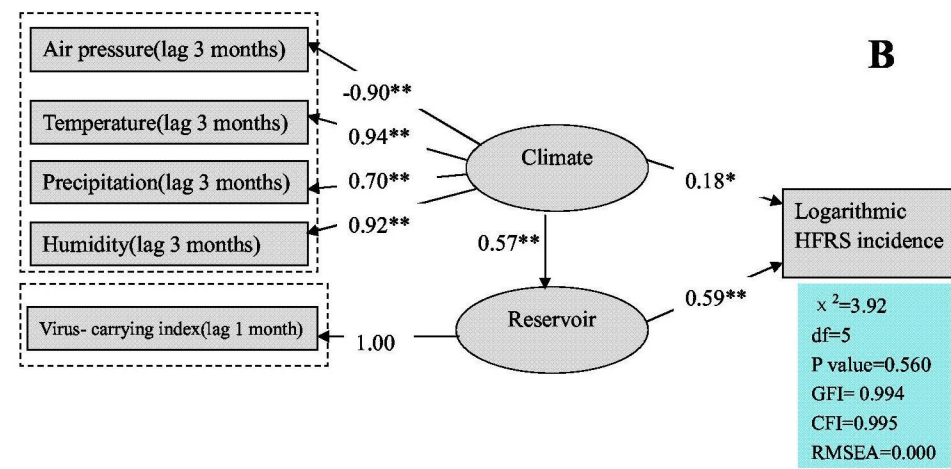 B
Air pressure(lag 3 months)
-0.90**
Temperature(lag 3 months)
0.94**
Climate
Precipitation(lag 3 months)
0.70**
0.18*
Humidity(lag 3 months)
0.92**
Logarithmic
HFRS incidence
0.57**
Virus- carrying index(lag 1 month)
1.00
Reservoir
0.59**
χ²=3.92
df=5
P value=0.560
GFI= 0.994
CFI=0.995
RMSEA=0.000